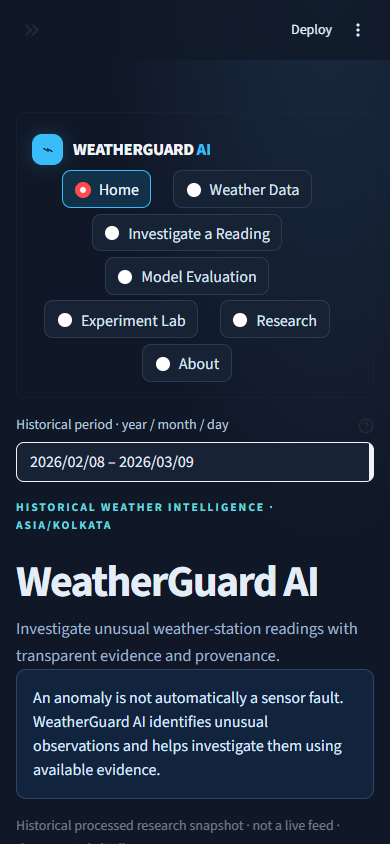 Deploy
WEATHERGUARD AI
Home
Weather Data
Investigate a Reading
Model Evaluation
Experiment Lab
Research
About
Historical period · year / month / day
2026/02/08 – 2026/03/09
HISTORICAL WEATHER INTELLIGENCE ·
ASIA/KOLKATA
WeatherGuard AI
Investigate unusual weather-station readings with
transparent evidence and provenance.
An anomaly is not automatically a sensor fault.
WeatherGuard AI identifies unusual
observations and helps investigate them using
available evidence.
Historical processed research snapshot · not a live feed ·